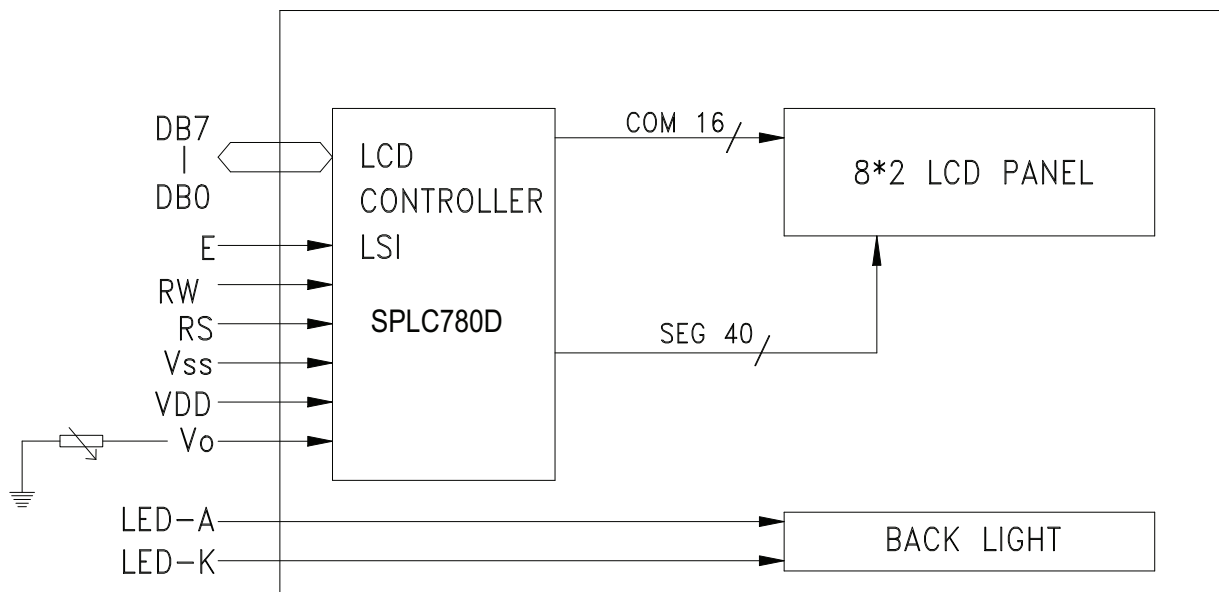 DB7
|
DB0
E
RW
RS
Vss
VDD
Vo
LED-A
LED-K
LCD
CONTROLLER
LSI
SPLC780D
COM 16
SEG 40
8*2 LCD PANEL
BACK LIGHT